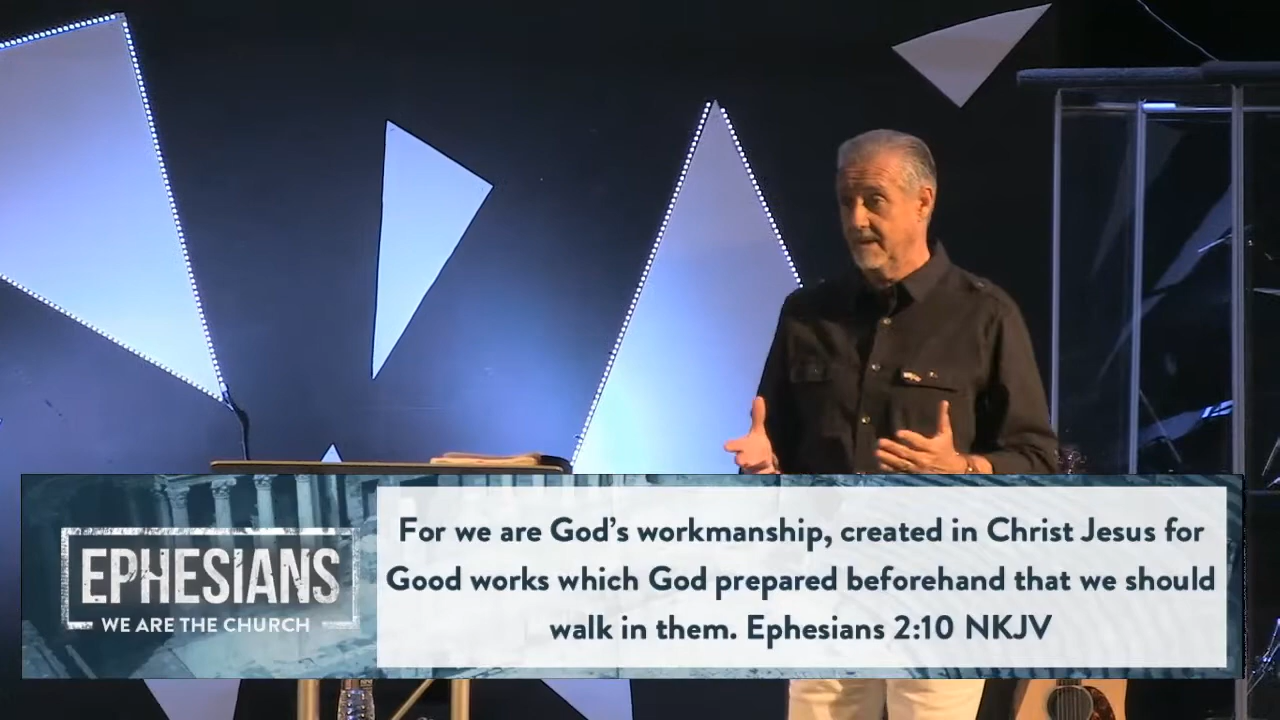 EPHESIANS
WE ARE THE CHURCH
For we are God’s workmanship, created in Christ Jesus for
Good works which God prepared beforehand that we should
walk in them. Ephesians 2:10 NKJV